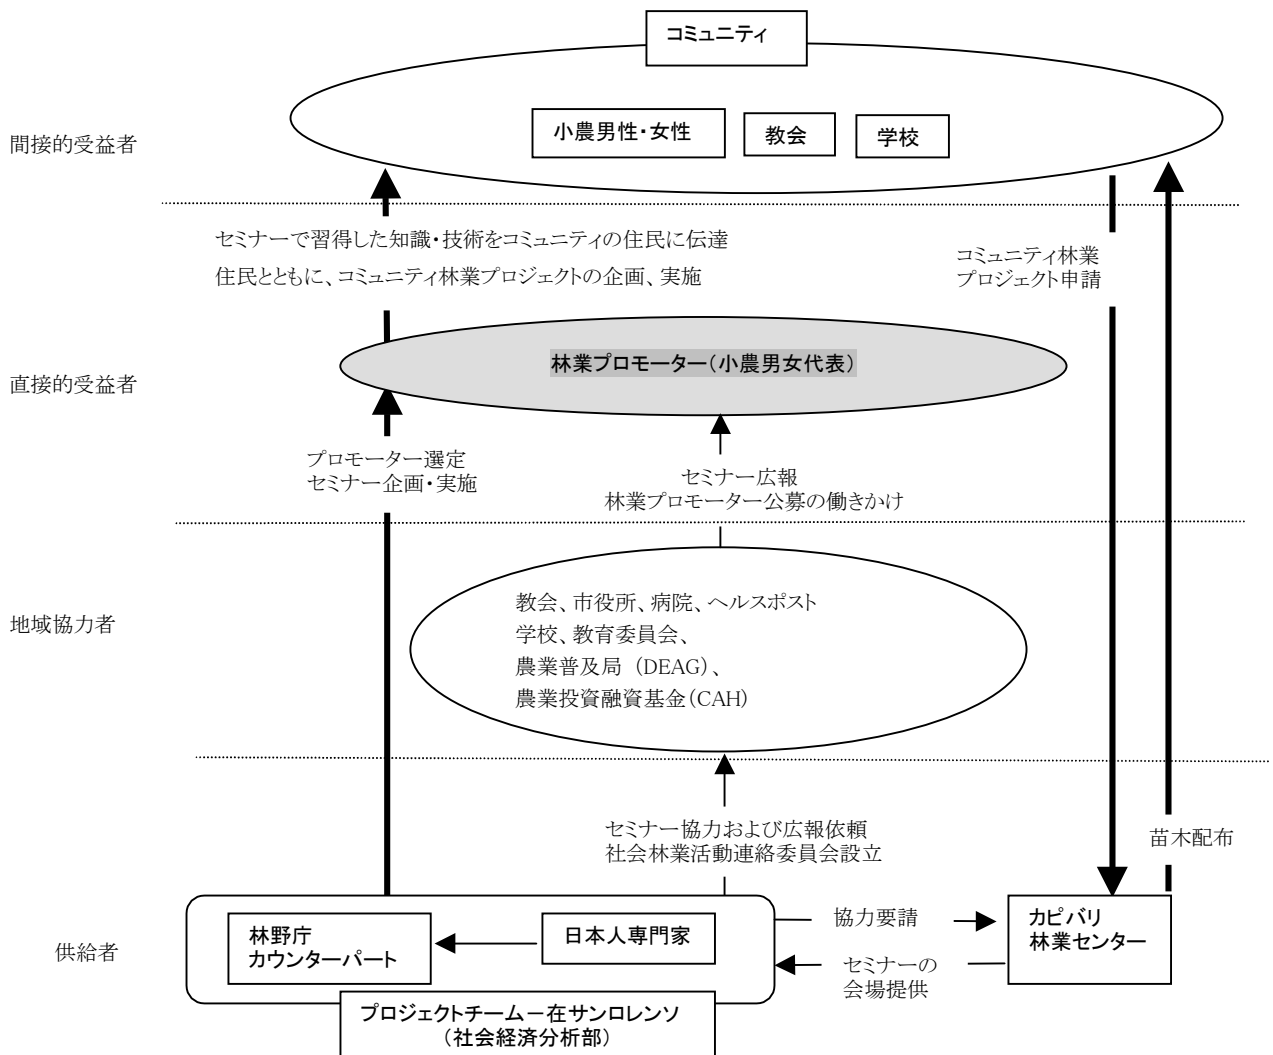 コミュニティ
間接的受益者
小農男性・女性
教会
学校
セミナーで習得した知識・技術をコミュニティの住民に伝達
住民とともに、コミュニティ林業プロジェクトの企画、実施
コミュニティ林業
プロジェクト申請
直接的受益者
林業プロモーター（小農男女代表）
プロモーター選定
セミナー企画・実施
セミナー広報
林業プロモーター公募の働きかけ
地域協力者
教会、市役所、病院、ヘルスポスト
学校、教育委員会、
農業普及局 （DEAG）、
農業投資融資基金（CAH）
セミナー協力および広報依頼
社会林業活動連絡委員会設立
苗木配布
供給者
林野庁
カウンターパート
日本人専門家
協力要請
セミナーの
会場提供
カピバリ
林業センター
プロジェクトチーム－在サンロレンソ
（社会経済分析部）